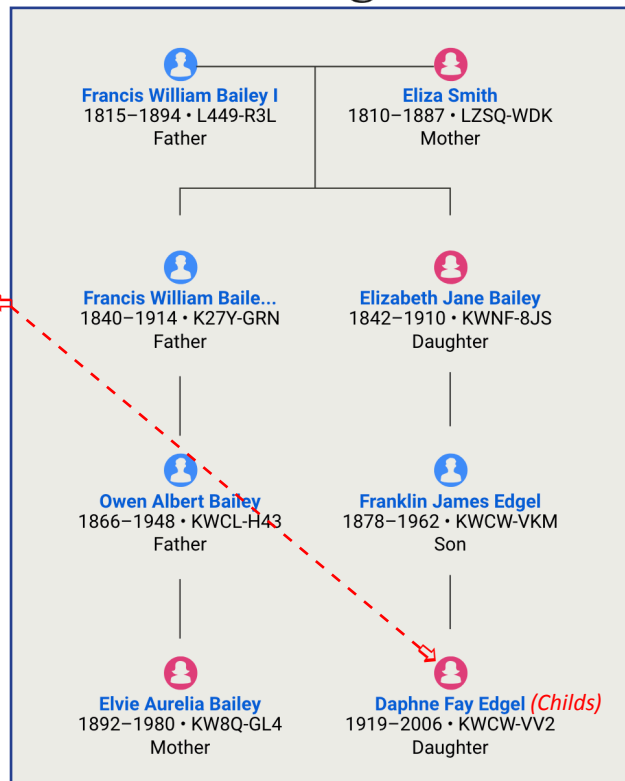 Francis William Bailey I
1815–1894 • L449-R3L
Father
Eliza Smith
1810–1887 • LZSQ-WDK
Mother
Francis William Baile...
1840–1914 • K27Y-GRN
Father
Elizabeth Jane Bailey
1842–1910 • KWNF-8JS
Daughter
Owen Albert Bailey
1866–1948 • KWCL-H43
Father
Franklin James Edgel
1878–1962 • KWCW-VKM
Son
Elvie Aurelia Bailey
1892–1980 • KW8Q-GL4
Mother
Daphne Fay Edgel (Childs)
1919–2006 • KWCW-VV2
Daughter